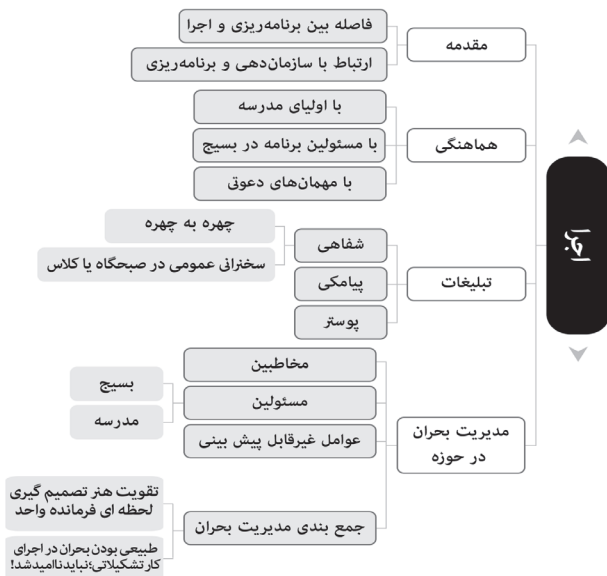 اجرا
مقدمه
فاصله بین برنامه‌ریزی و اجرا
ارتباط با سازمان‌دهی و برنامه‌ریزی
هماهنگی
با اولیای مدرسه
با مسئولین برنامه در بسیج
با مهمان‌های دعوتی
تبلیغات
شفاهی
چهره به چهره
سخنرانی عمومی در صبحگاه یا کلاس
پیامکی
پوستر
مدیریت بحران
در حوزه
مخاطبین
مسئولین
بسیج
مدرسه
عوامل غیرقابل پیش بینی
جمع بندی مدیریت بحران
تقویت هنر تصمیم گیری
لحظه ای فرمانده واحد
طبیعی بودن بحران در اجرای
کار تشکیلاتی؛نباید ناامید شد!